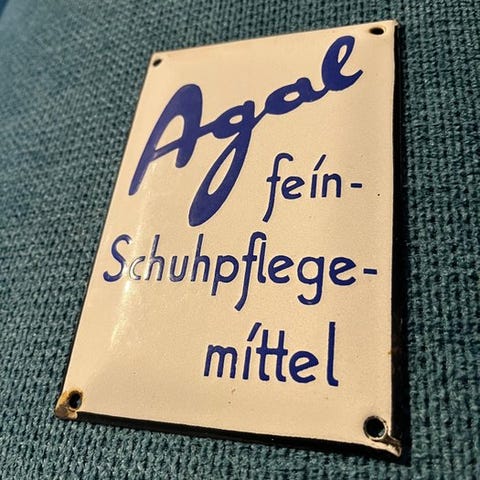 Agal
fein-
Schuhpflege-
mittel